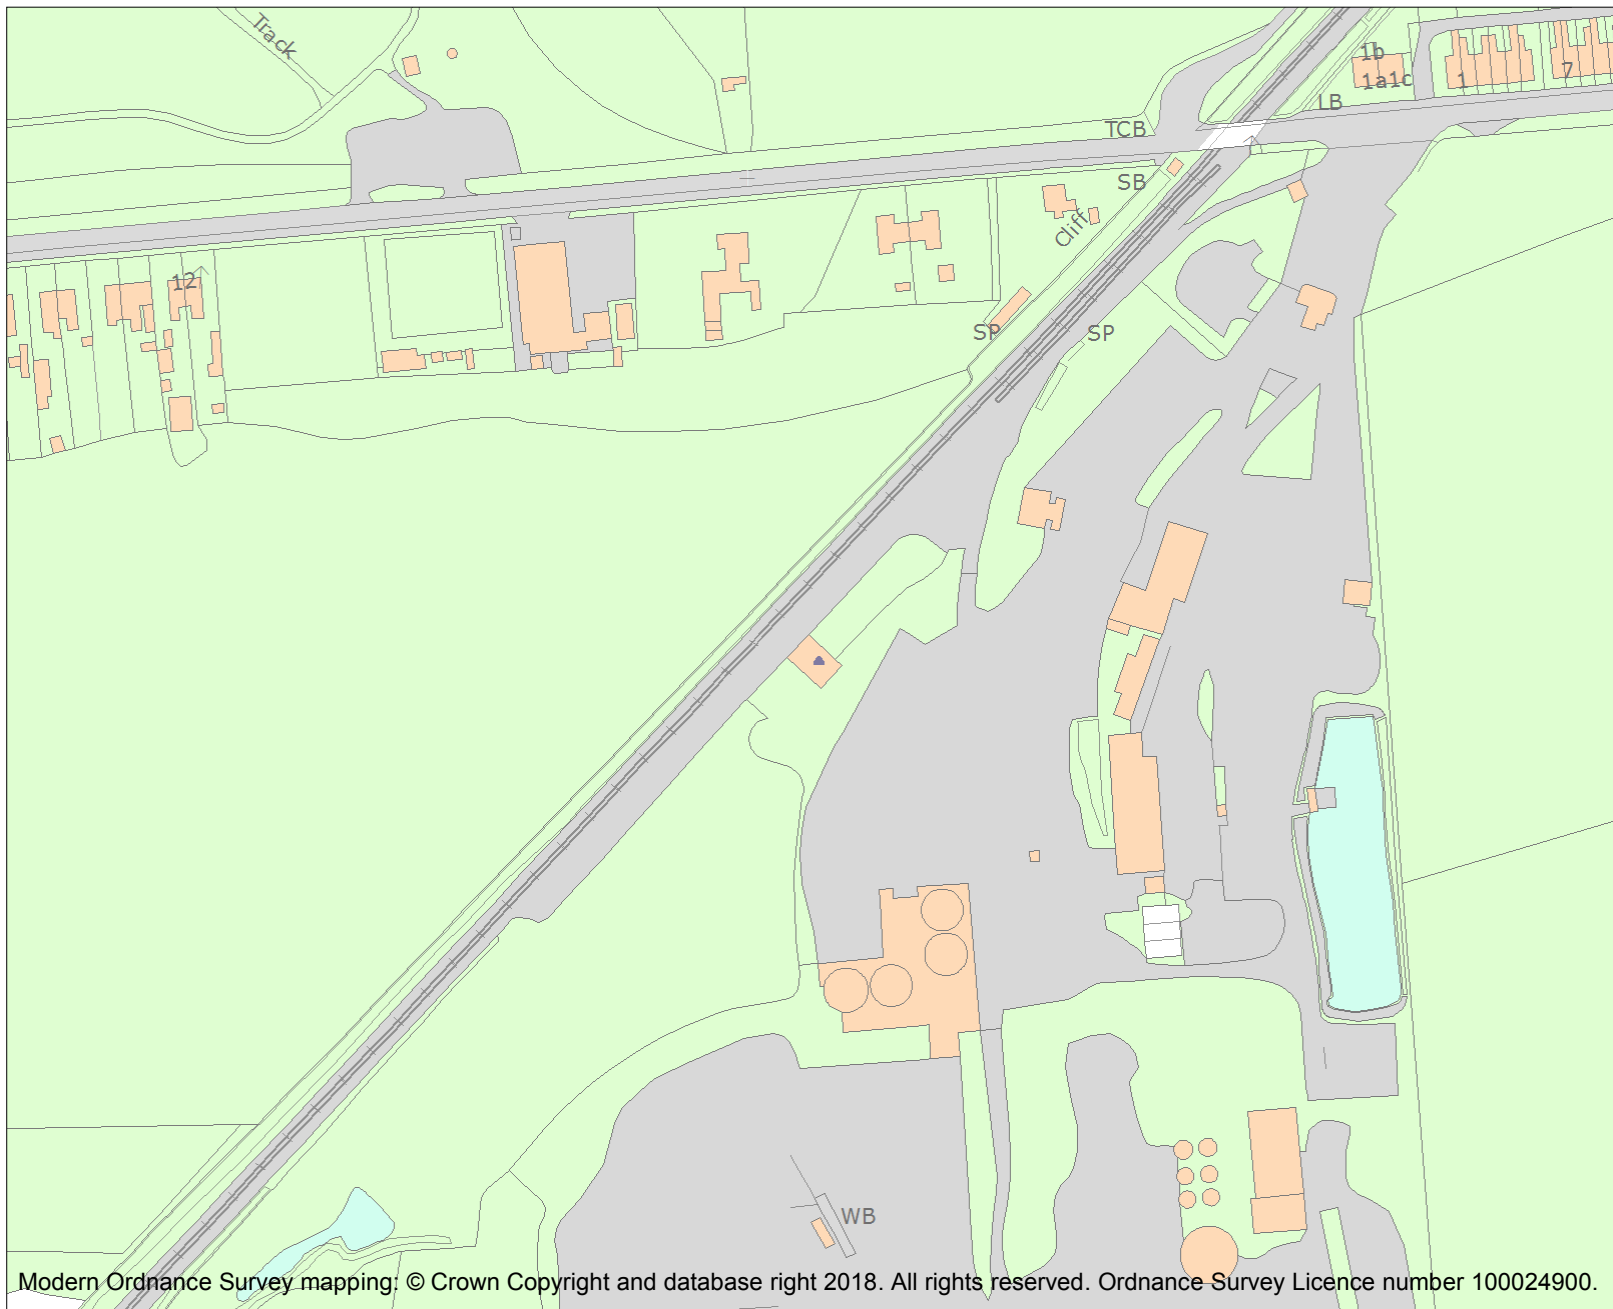 Track
1b
1a1c
1
7
LB
TCB
SB
Cliff
12
SP
SP
WB
Modern Ordnance Survey mapping: © Crown Copyright and database right 2018. All rights reserved. Ordnance Survey Licence number 100024900.